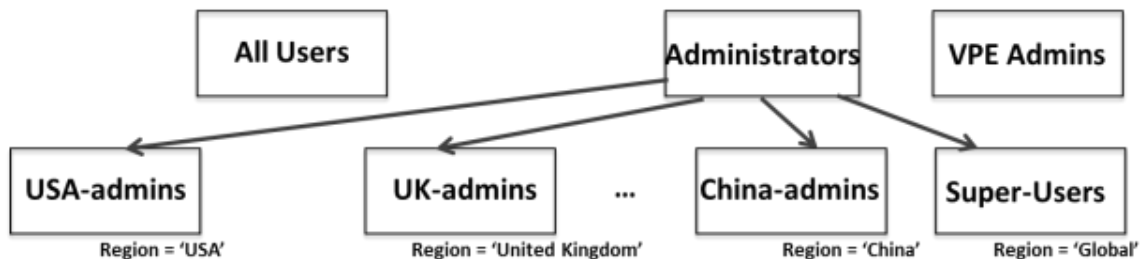 All Users
Administrators
VPE Admins
USA-admins
UK-admins
...
China-admins
Super-Users
Region = ‘USA’
Region = ‘United Kingdom’
Region = ‘China’
Region = ‘Global’